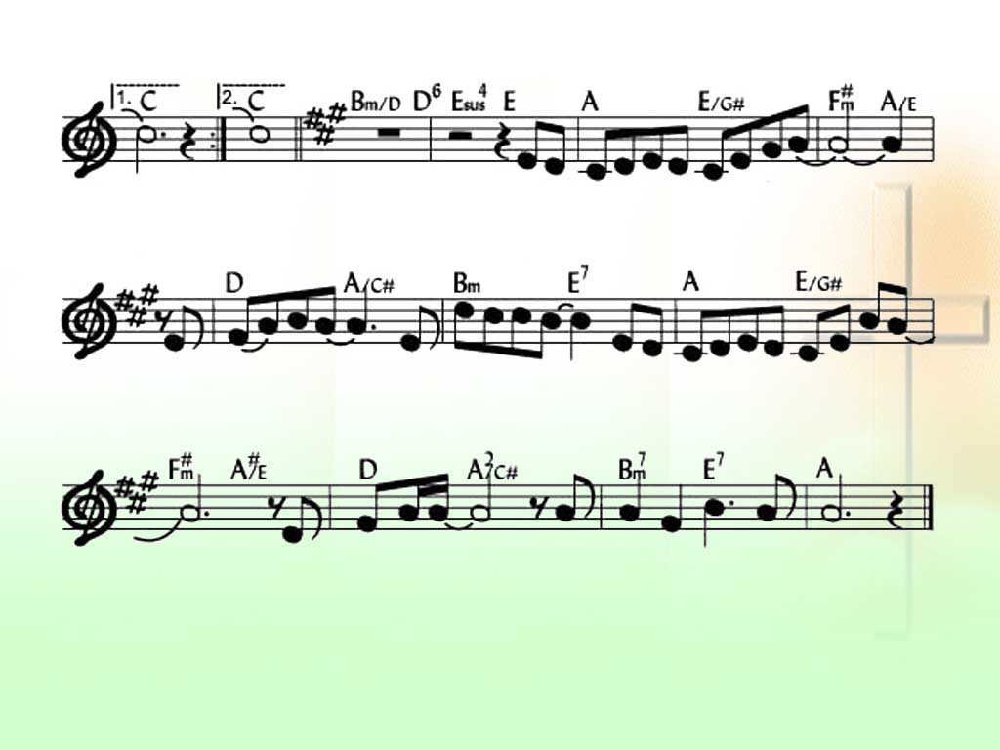 1. C 2. C Bm/D D6 Esus4 E A E/G# F#m A/E
D A/C# Bm E7 A E/G#
F#m A#/E D A2/C# Bm7 E7 A